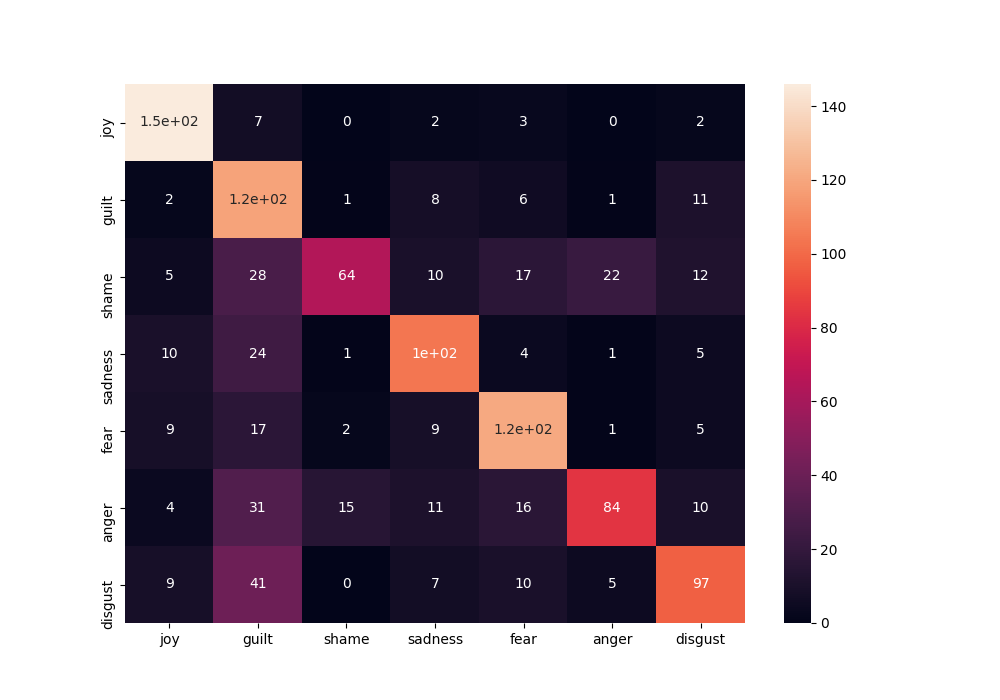 joy 1.5e+02 7 0 2 3 0 2
guilt 2 1.2e+02 1 8 6 1 11
shame 5 28 64 10 17 22 12
sadness 10 24 1 1e+02 4 1 5
fear 9 17 2 9 1.2e+02 1 5
anger 4 31 15 11 16 84 10
disgust 9 41 0 7 10 5 97
joy guilt shame sadness fear anger disgust
140
120
100
80
60
40
20
0